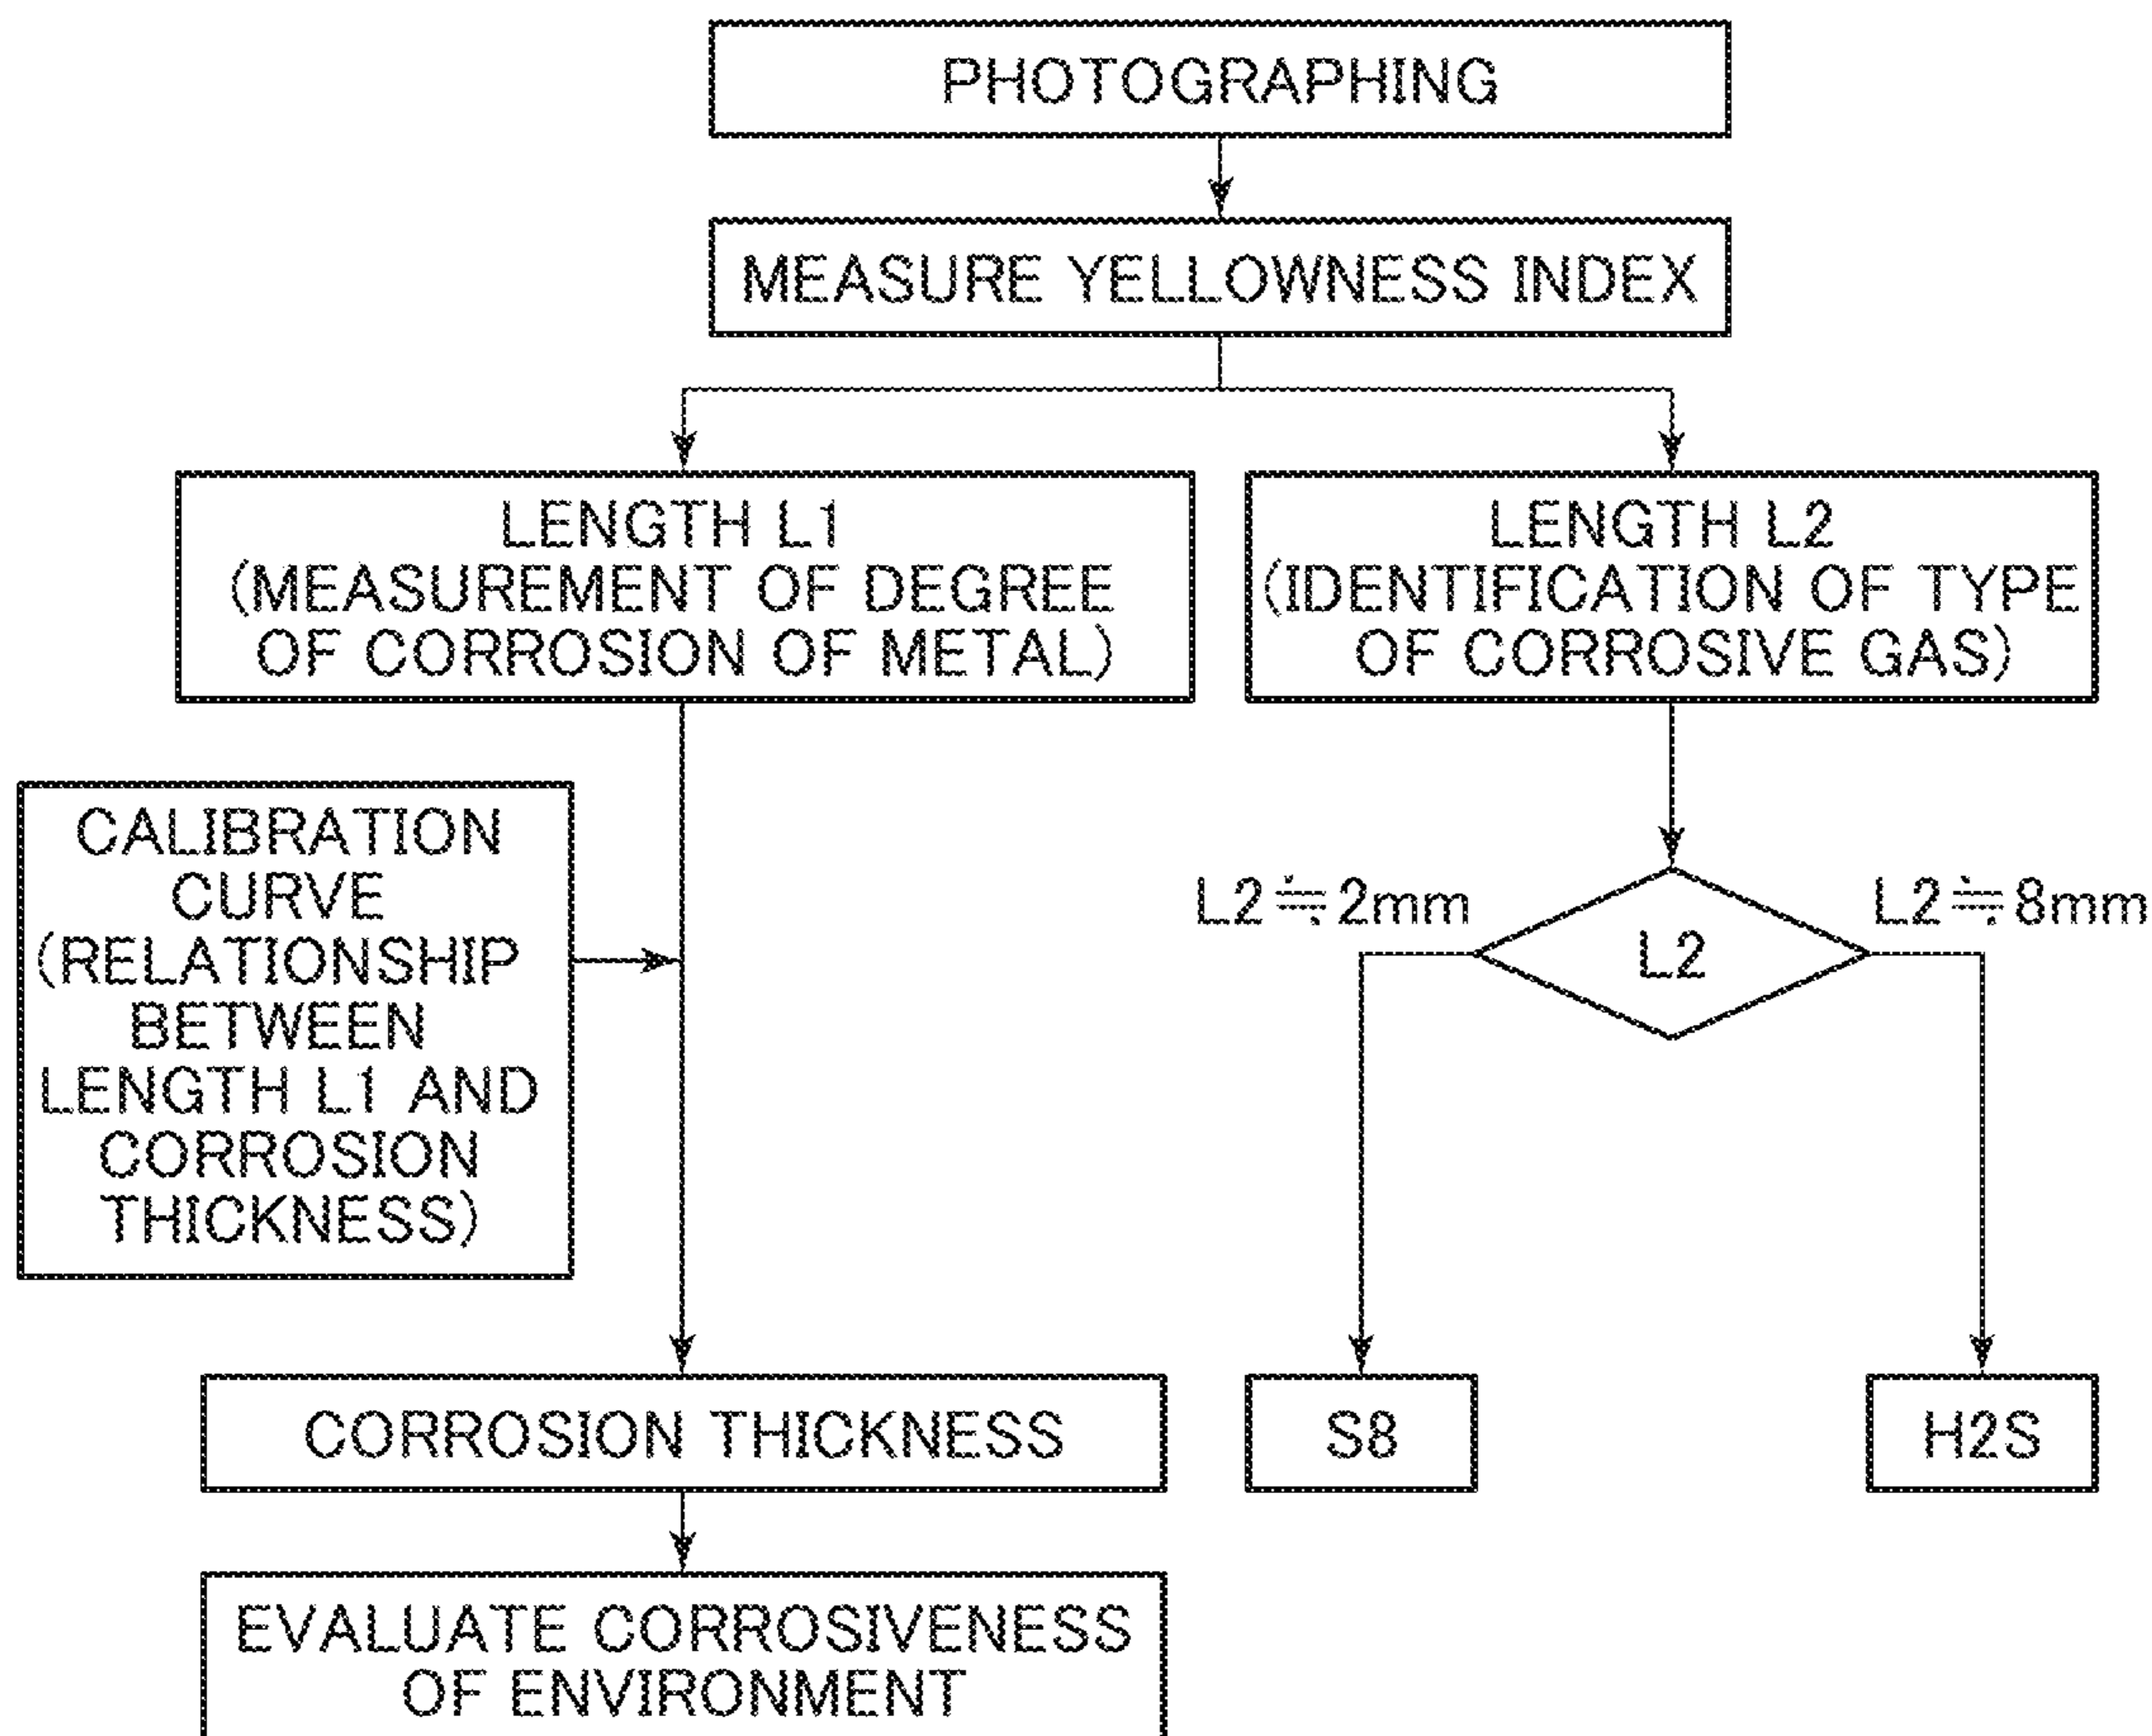 PHOTOGRAPHING
MEASURE YELLOWNESS INDEX
LENGTH L1
(MEASUREMENT OF DEGREE
OF CORROSION OF METAL)
LENGTH L2
(IDENTIFICATION OF TYPE
OF CORROSIVE GAS)
CALIBRATION
CURVE
(RELATIONSHIP
BETWEEN
LENGTH L1 AND
CORROSION
THICKNESS)
L2≒2mm
L2
L2≒8mm
CORROSION THICKNESS
S8
H2S
EVALUATE CORROSIVENESS
OF ENVIRONMENT